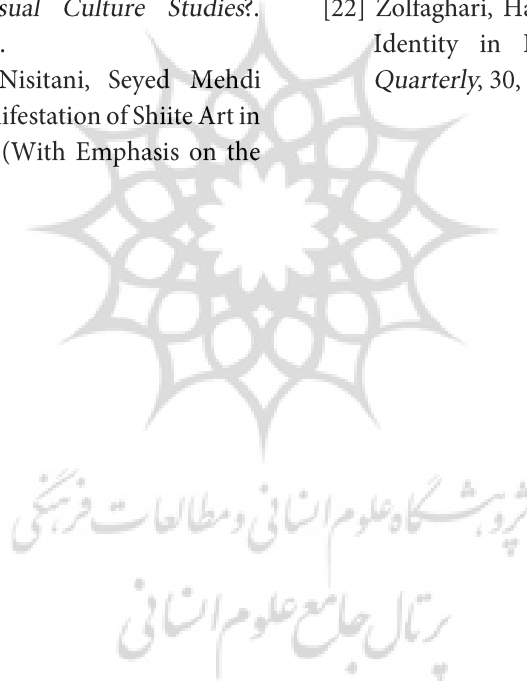 sual Culture Studies?.
.
Nisitani, Seyed Mehdi
ifestation of Shiite Art in
(With Emphasis on the
[22] Zolfaghari, Ha
Identity in I
Quarterly, 30,
پژوهشگاه علوم انسانی و مطالعات فرهنگی
پرتال جامع علوم انسانی